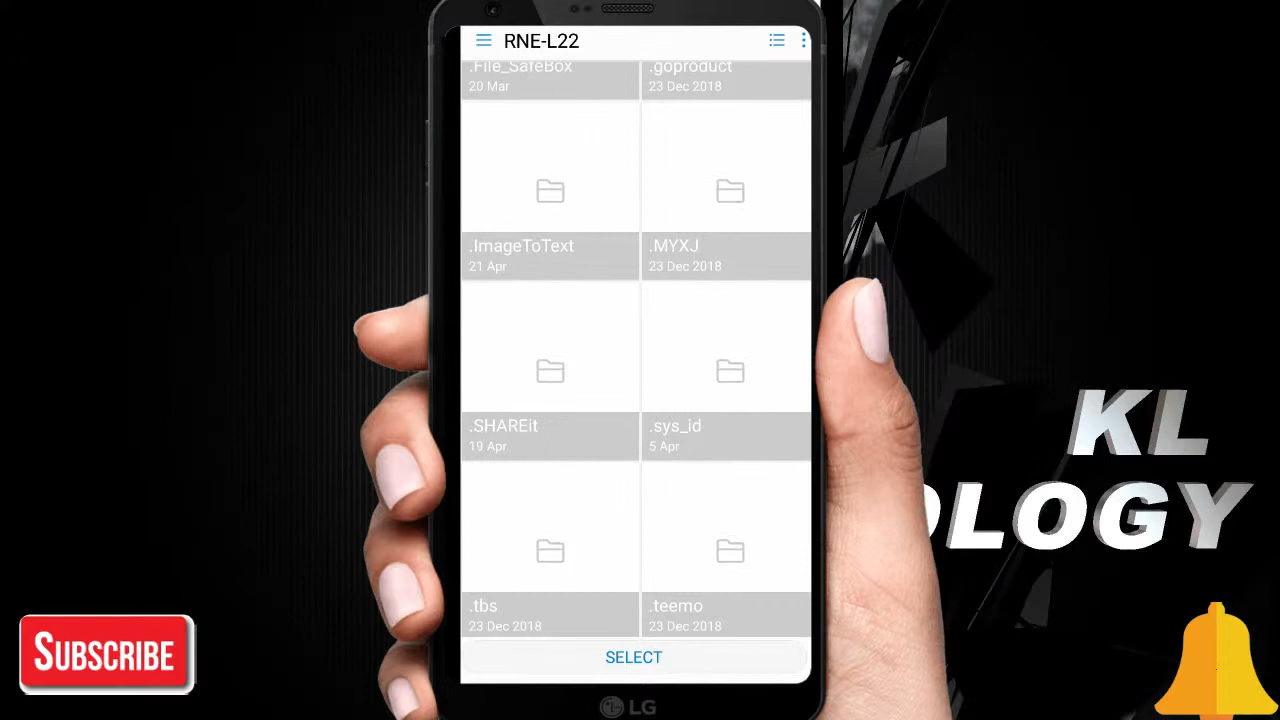 RNE-L22
.File_SafeBox
20 Mar
.goproduct
23 Dec 2018
.ImageToText
21 Apr
.MYXJ
23 Dec 2018
.SHAREit
19 Apr
.sys_id
5 Apr
.tbs
23 Dec 2018
.teemo
23 Dec 2018
SELECT
LG
KL
OLOGY
SUBSCRIBE